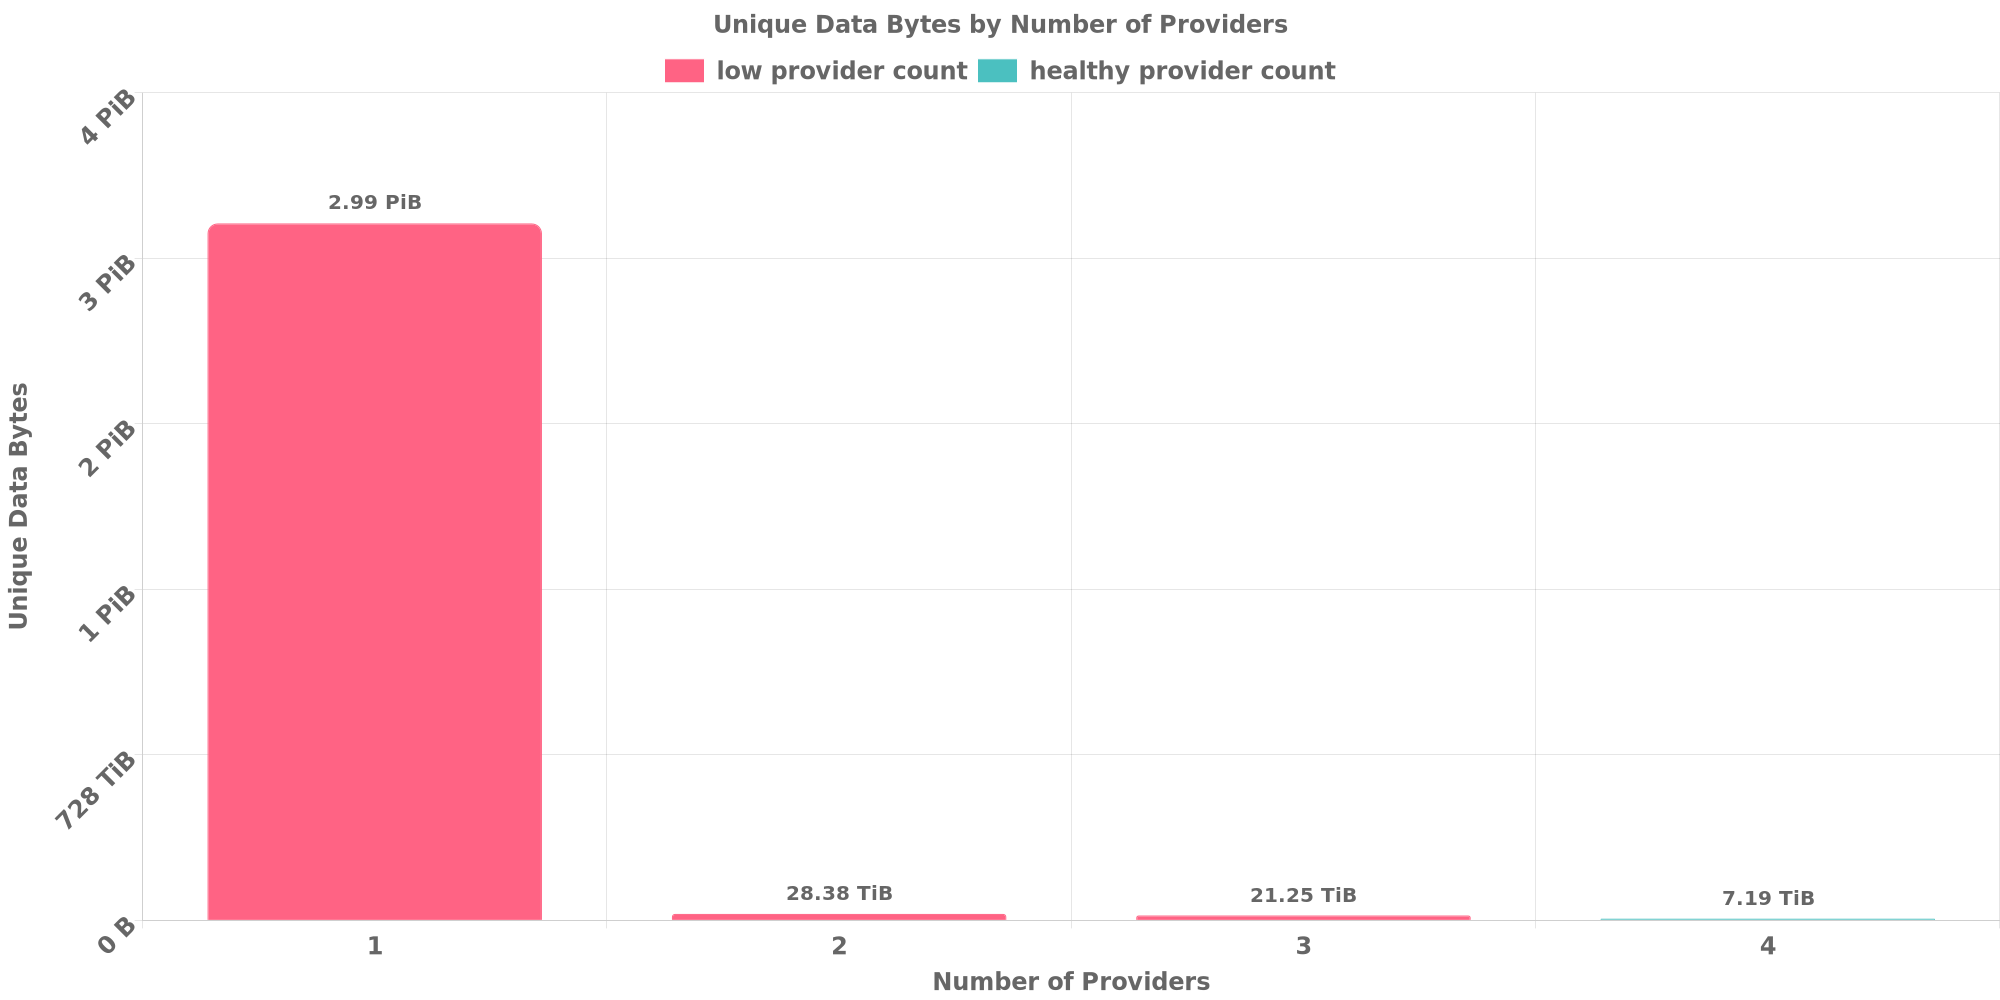 Unique Data Bytes by Number of Providers
low provider count healthy provider count
4 PiB
3 PiB
2 PiB
1 PiB
728 TiB
0 B
Unique Data Bytes
2.99 PiB
28.38 TiB
21.25 TiB
7.19 TiB
1 2 3 4
Number of Providers